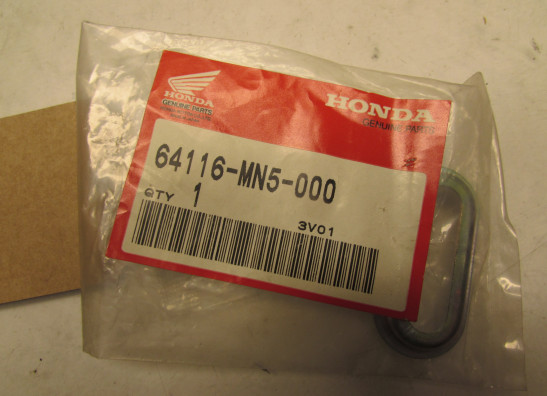 HONDA
GENUINE PARTS
HONDA
GENUINE PARTS
64116-MN5-000
QTY 1
3V01